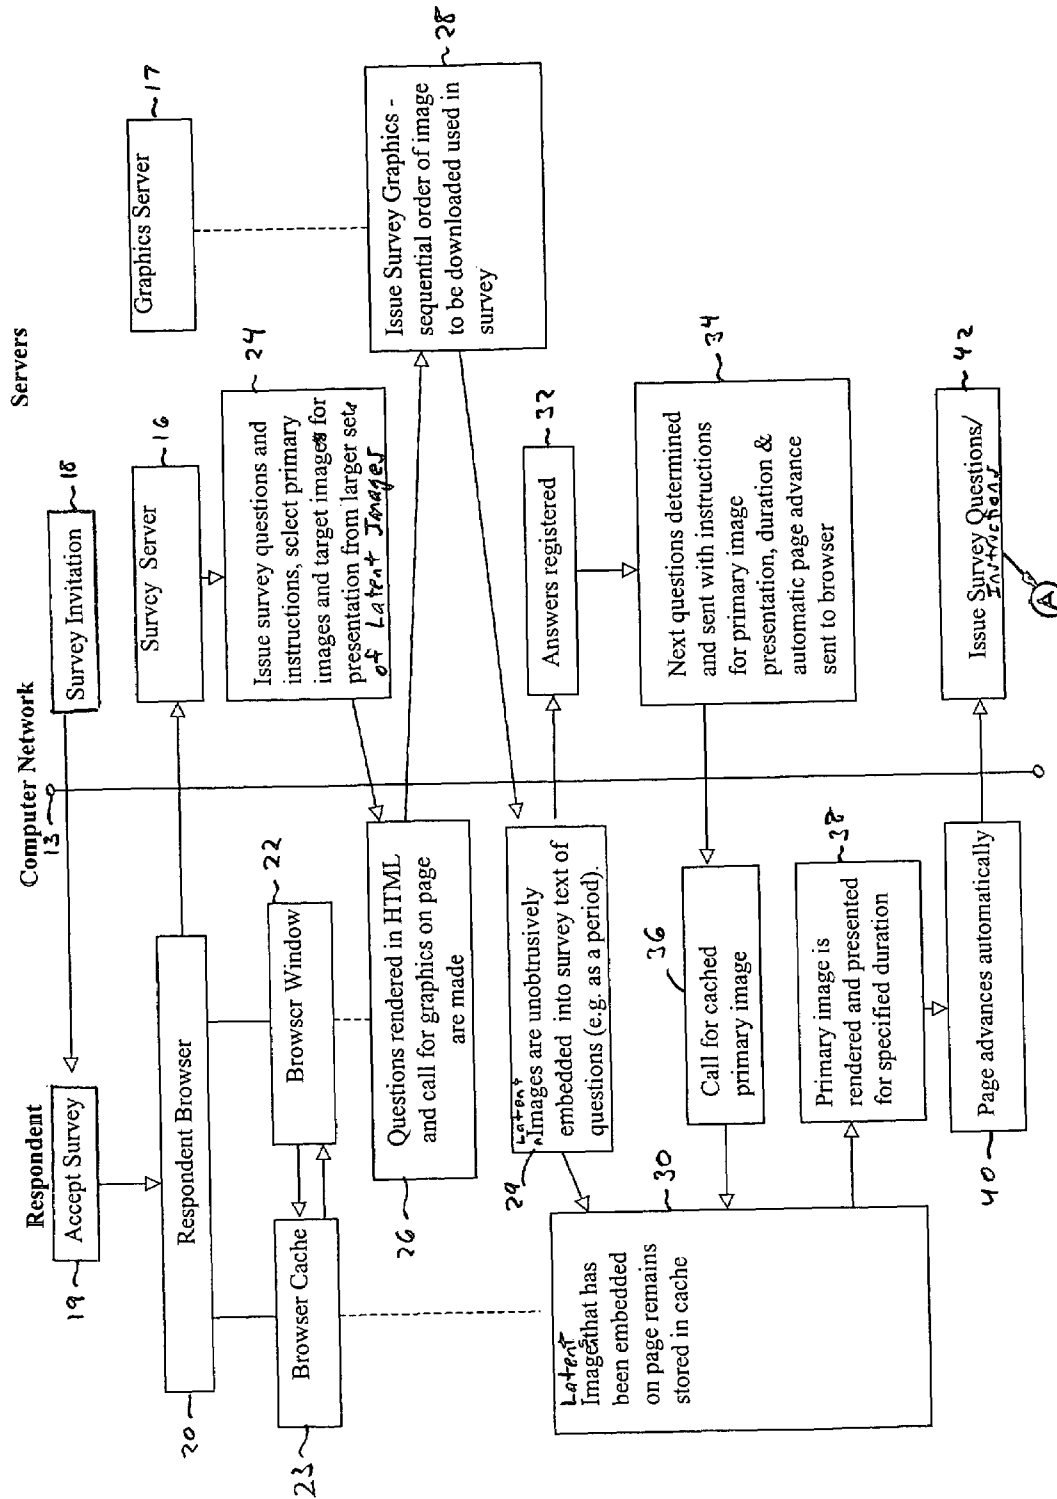 Respondent
Computer Network
Servers
13
Accept Survey
19
Survey Invitation
18
Respondent Browser
20
Survey Server
16
Graphics Server
17
Browser Cache
23
Browser Window
22
Issue survey questions and
instructions, select primary
images and target images for
presentation from larger sets
of Latent Images
24
Questions rendered in HTML
and call for graphics on page
are made
26
Issue Survey Graphics -
sequential order of image
to be downloaded used in
survey
28
Latent
Images are unobtrusively
embedded into survey text of
questions (e.g. as a period).
29
Answers registered
32
Latent
Images that has
been embedded
on page remains
stored in cache
30
Next questions determined
and sent with instructions
for primary image
presentation, duration &
automatic page advance
sent to browser
34
Call for cached
primary image
36
Primary image is
rendered and presented
for specified duration
38
Page advances automatically
40
Issue Survey Questions/
Instructions
42
A